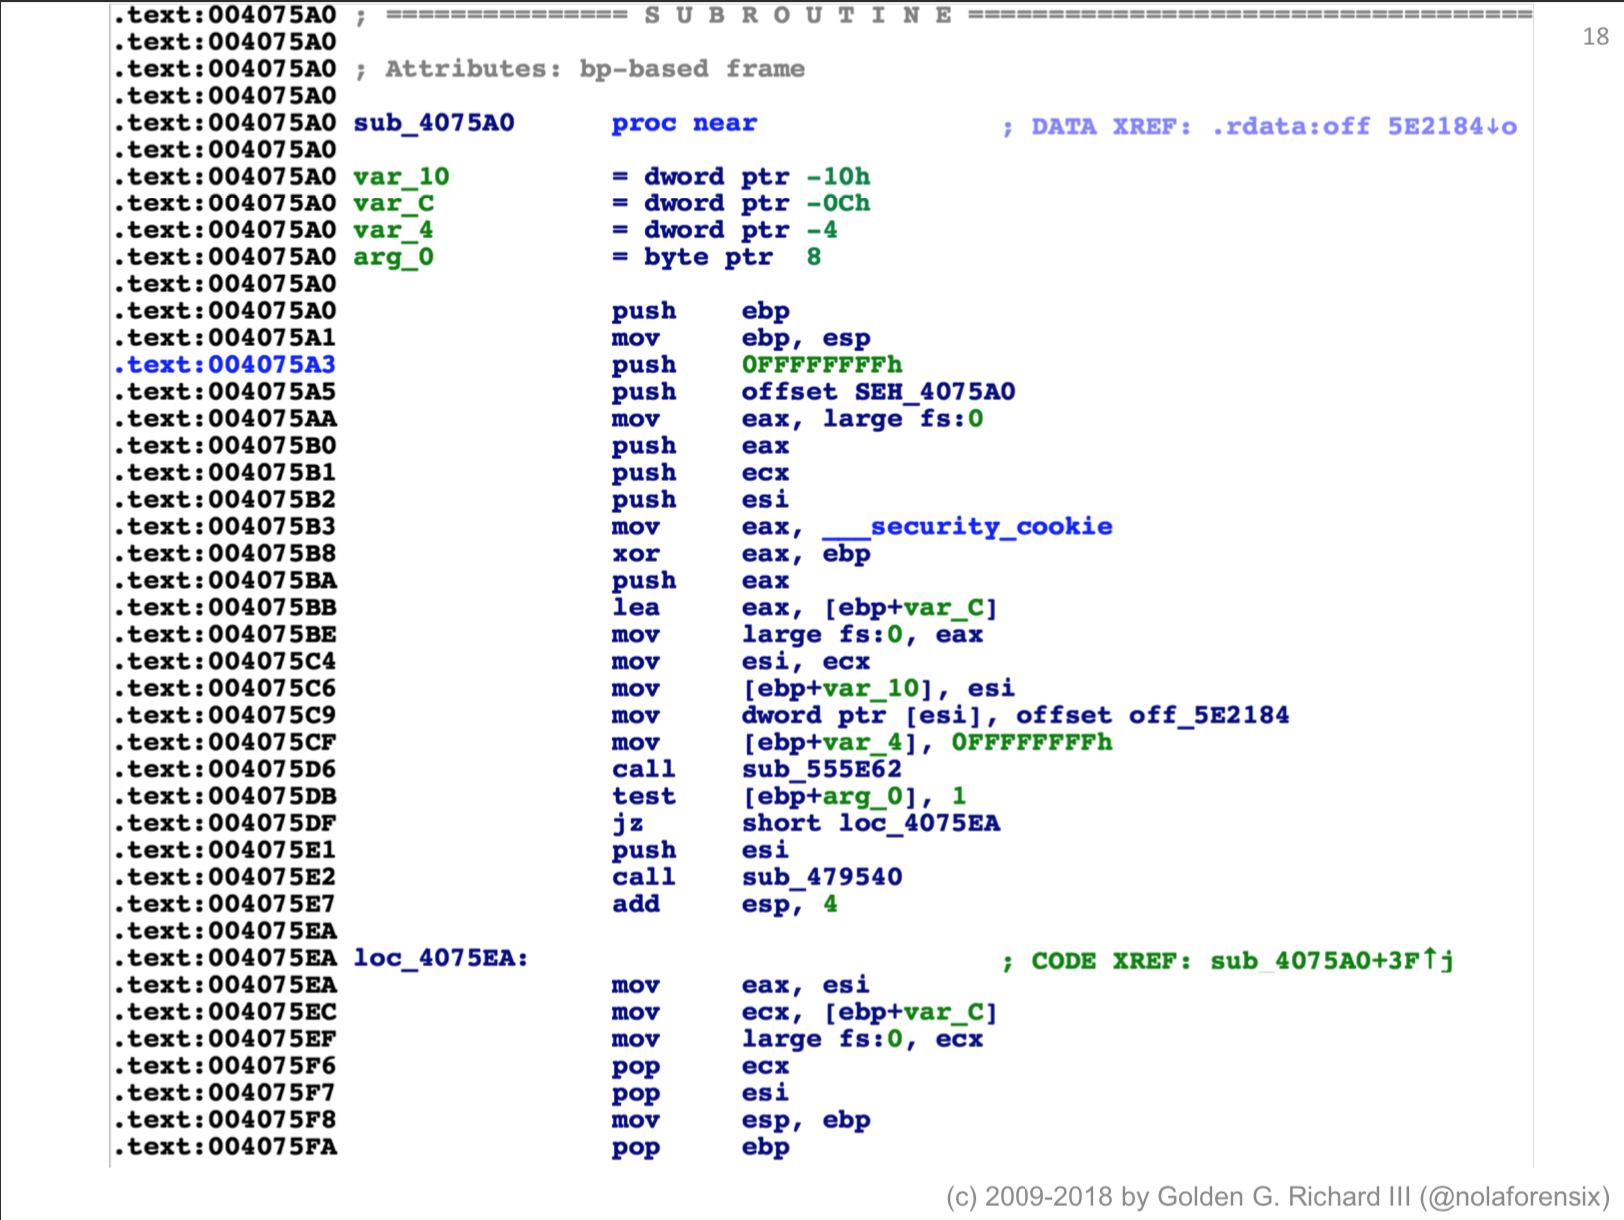 .text:004075A0 ; =============== S U B R O U T I N E ===================================
.text:004075A0
.text:004075A0 ; Attributes: bp-based frame
.text:004075A0
.text:004075A0 sub_4075A0 proc near ; DATA XREF: .rdata:off 5E2184↓o
.text:004075A0
.text:004075A0 var_10 = dword ptr -10h
.text:004075A0 var_C = dword ptr -0Ch
.text:004075A0 var_4 = dword ptr -4
.text:004075A0 arg_0 = byte ptr 8
.text:004075A0
.text:004075A0 push ebp
.text:004075A1 mov ebp, esp
.text:004075A3 push 0FFFFFFFFh
.text:004075A5 push offset SEH_4075A0
.text:004075AA mov eax, large fs:0
.text:004075B0 push eax
.text:004075B1 push ecx
.text:004075B2 push esi
.text:004075B3 mov eax, ___security_cookie
.text:004075B8 xor eax, ebp
.text:004075BA push eax
.text:004075BB lea eax, [ebp+var_C]
.text:004075BE mov large fs:0, eax
.text:004075C4 mov esi, ecx
.text:004075C6 mov [ebp+var_10], esi
.text:004075C9 mov dword ptr [esi], offset off_5E2184
.text:004075CF mov [ebp+var_4], 0FFFFFFFFh
.text:004075D6 call sub_555E62
.text:004075DB test [ebp+arg_0], 1
.text:004075DF jz short loc_4075EA
.text:004075E1 push esi
.text:004075E2 call sub_479540
.text:004075E7 add esp, 4
.text:004075EA
.text:004075EA loc_4075EA: ; CODE XREF: sub_4075A0+3F↑j
.text:004075EA mov eax, esi
.text:004075EC mov ecx, [ebp+var_C]
.text:004075EF mov large fs:0, ecx
.text:004075F6 pop ecx
.text:004075F7 pop esi
.text:004075F8 mov esp, ebp
.text:004075FA pop ebp
18
(c) 2009-2018 by Golden G. Richard III (@nolaforensix)